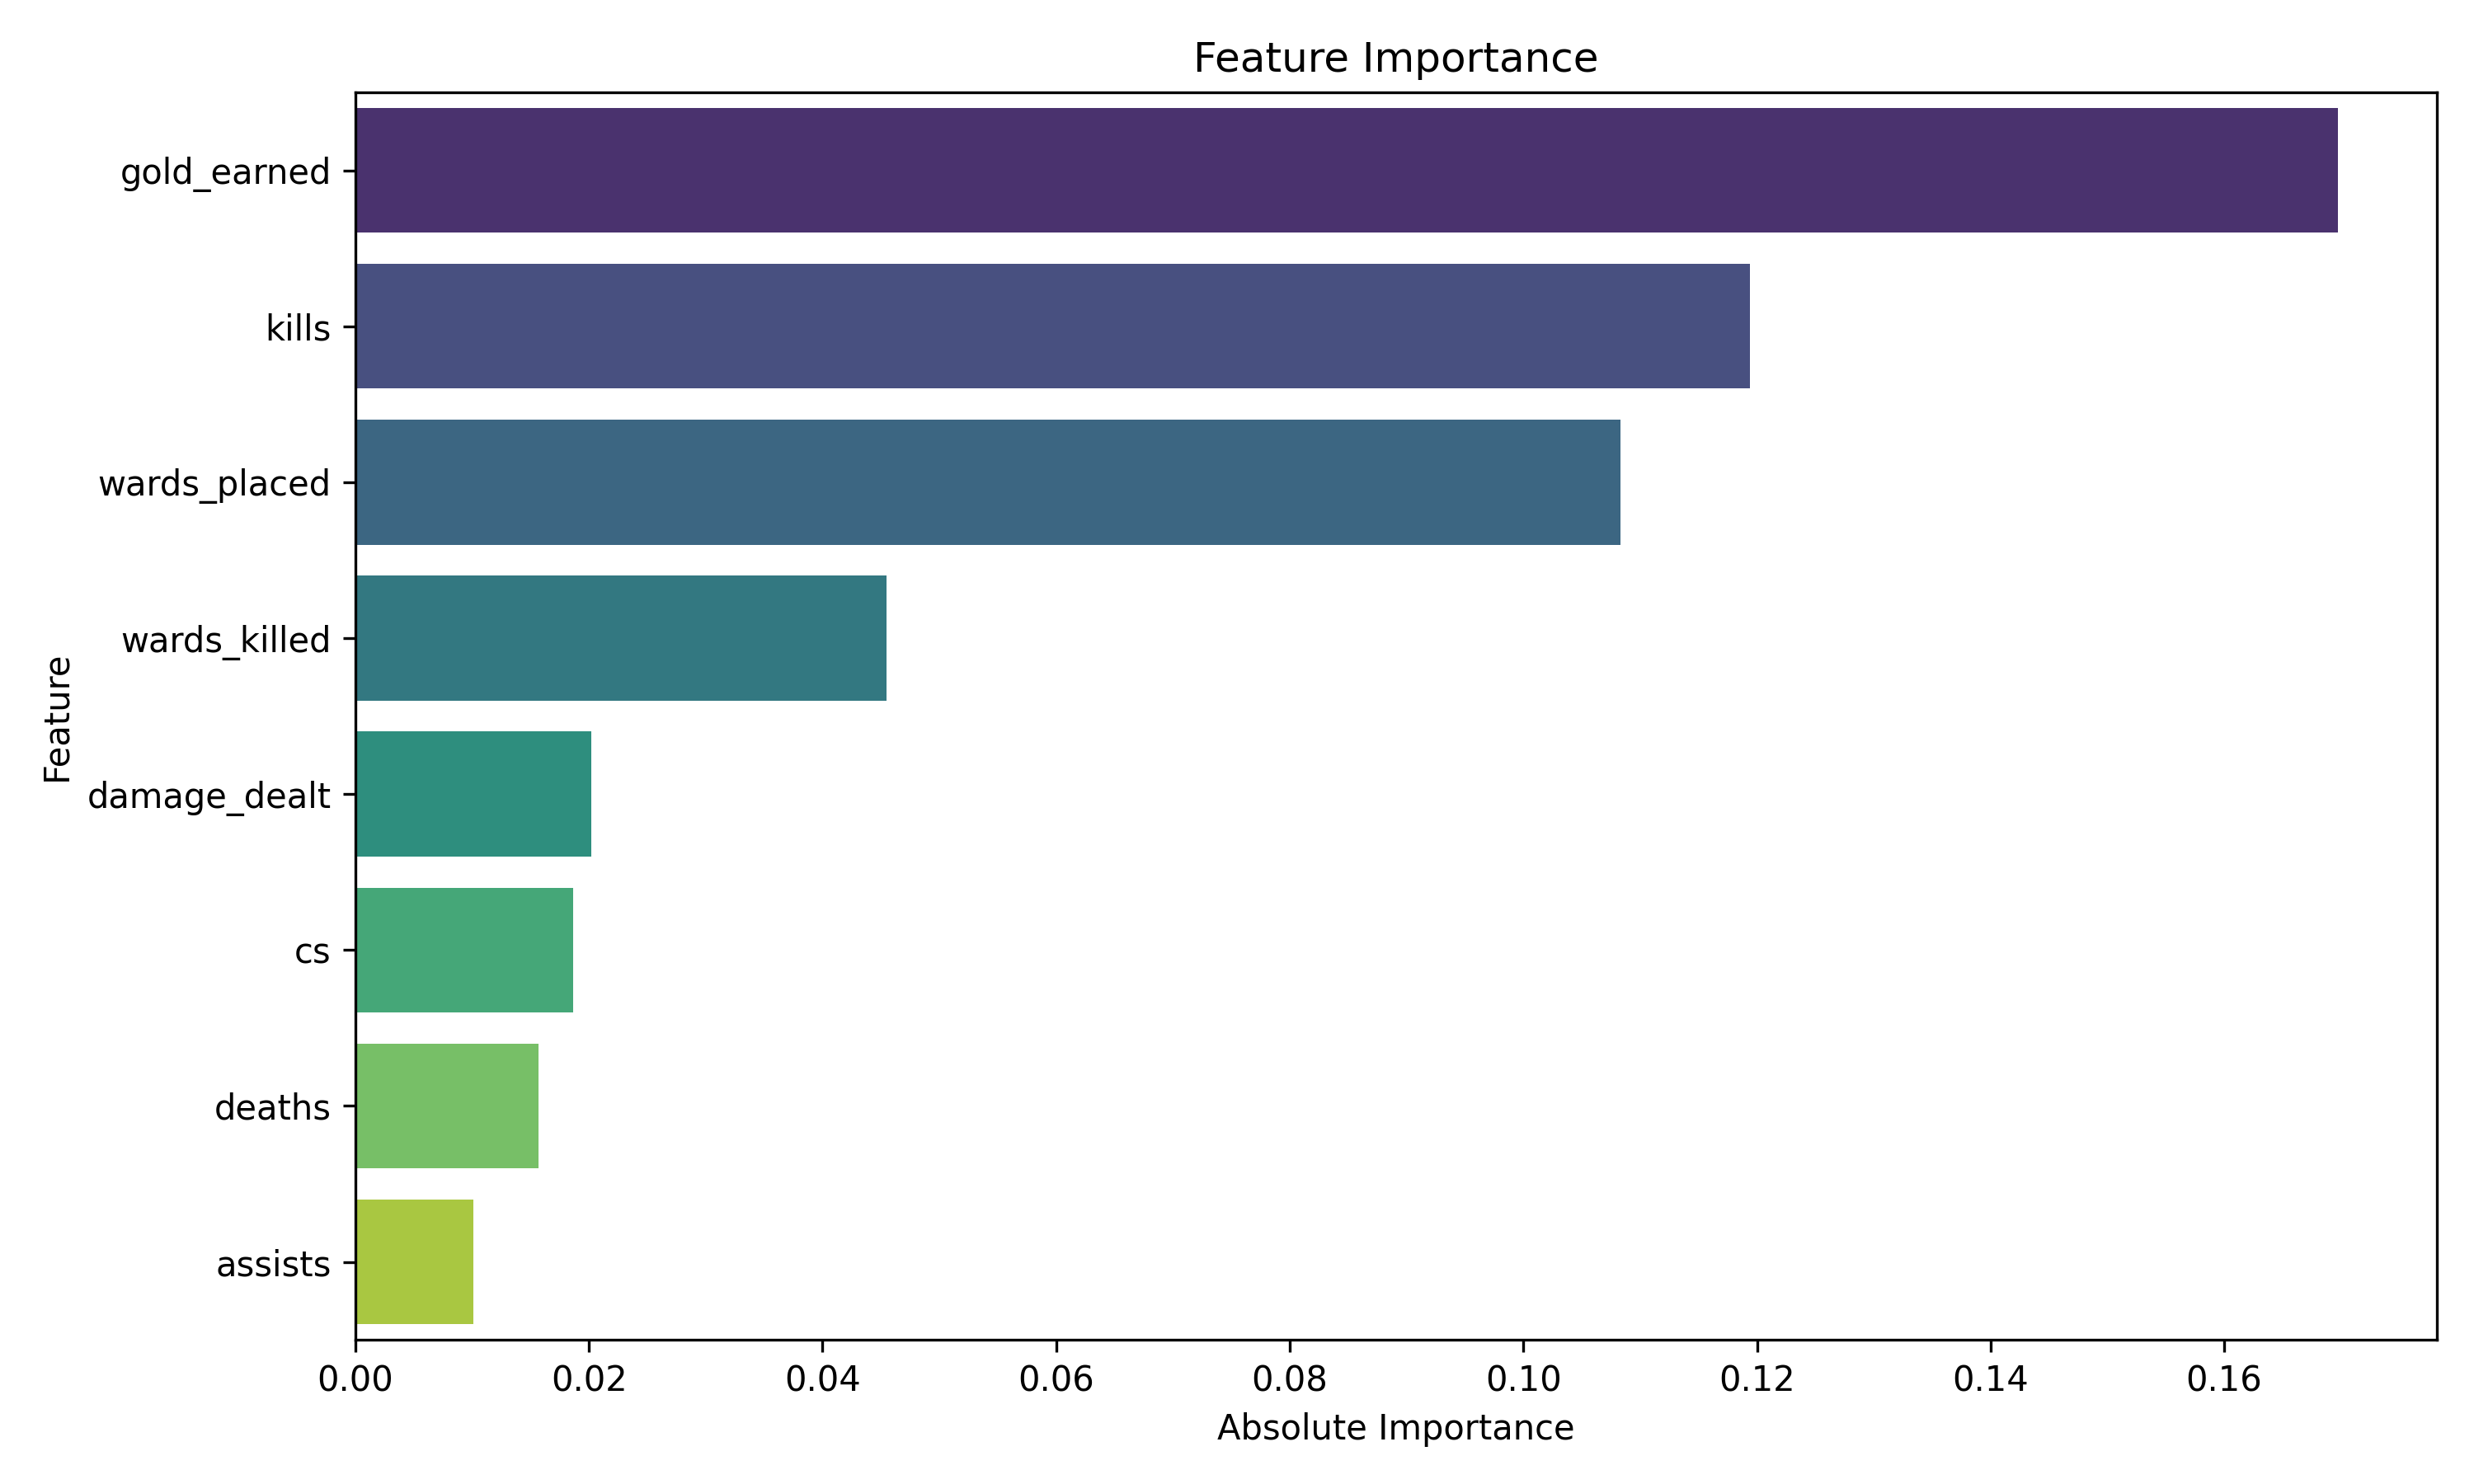 Feature Importance
gold_earned
kills
wards_placed
wards_killed
damage_dealt
cs
deaths
assists
Feature
0.00 0.02 0.04 0.06 0.08 0.10 0.12 0.14 0.16
Absolute Importance